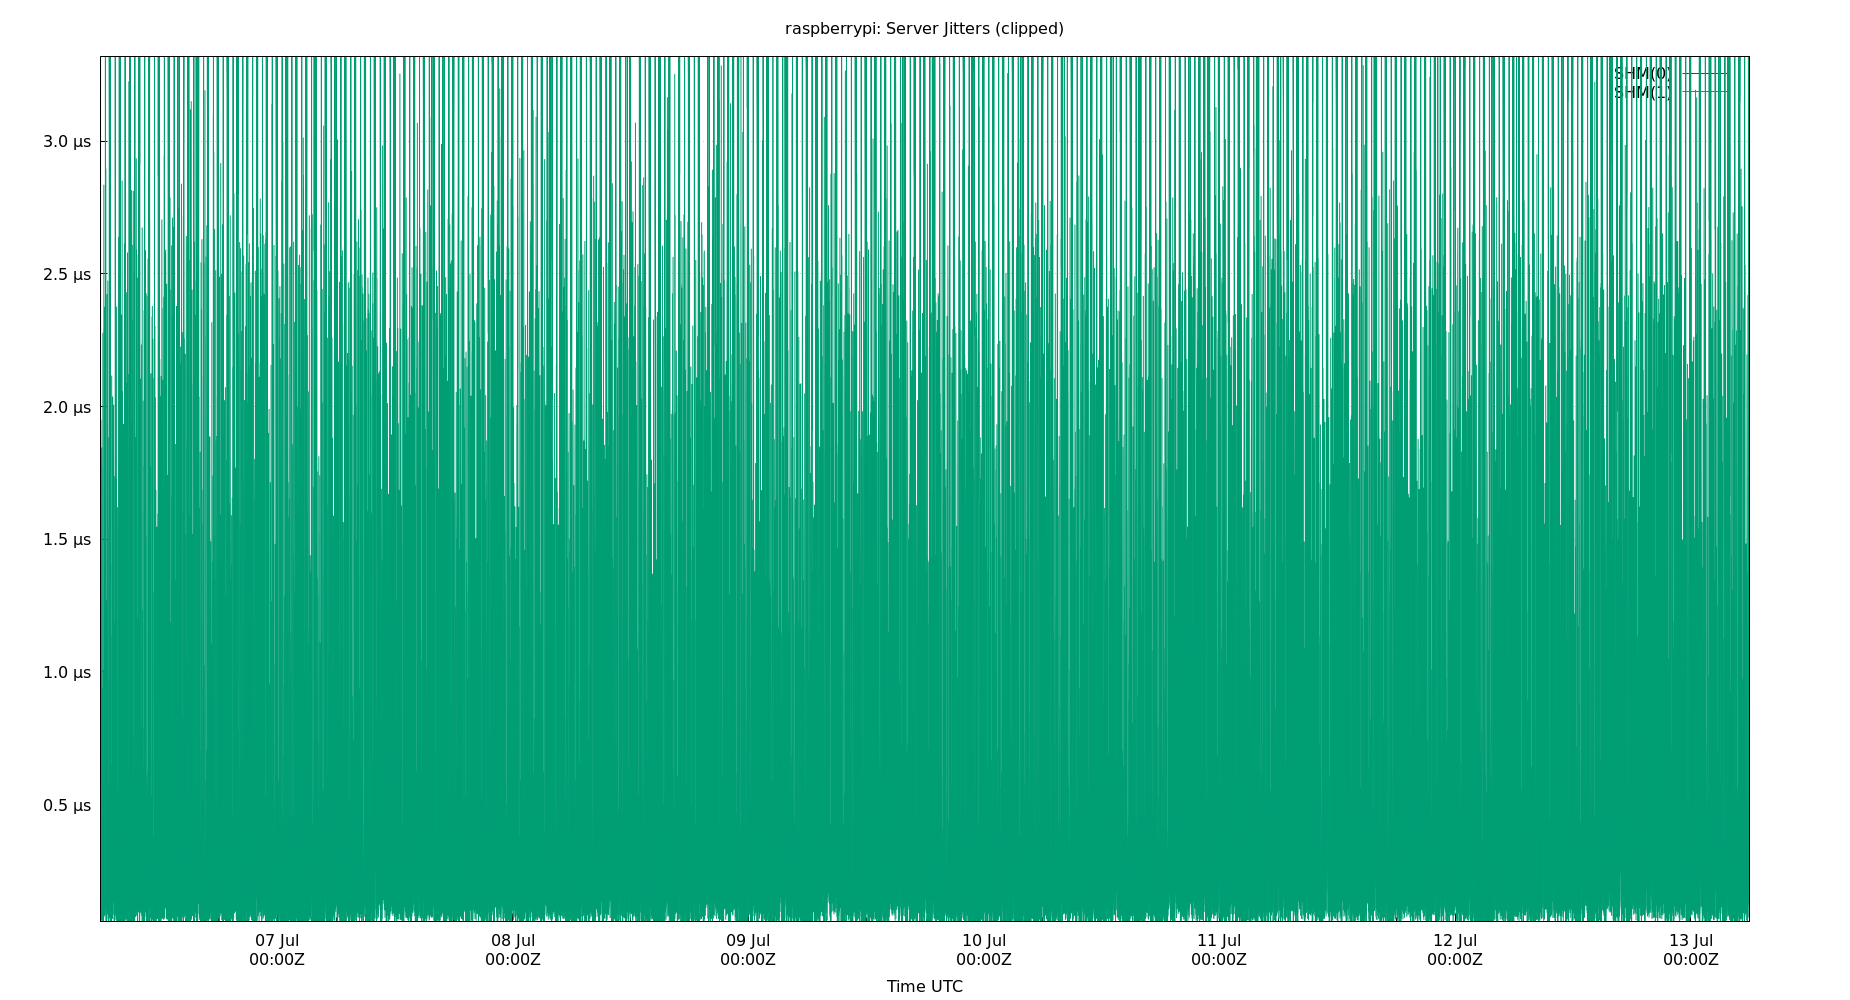 raspberrypi: Server Jitters (clipped)
SHM(0)
SHM(1)
3.0 µs
2.5 µs
2.0 µs
1.5 µs
1.0 µs
0.5 µs
07 Jul 08 Jul 09 Jul 10 Jul 11 Jul 12 Jul 13 Jul
00:00Z 00:00Z 00:00Z 00:00Z 00:00Z 00:00Z 00:00Z
Time UTC